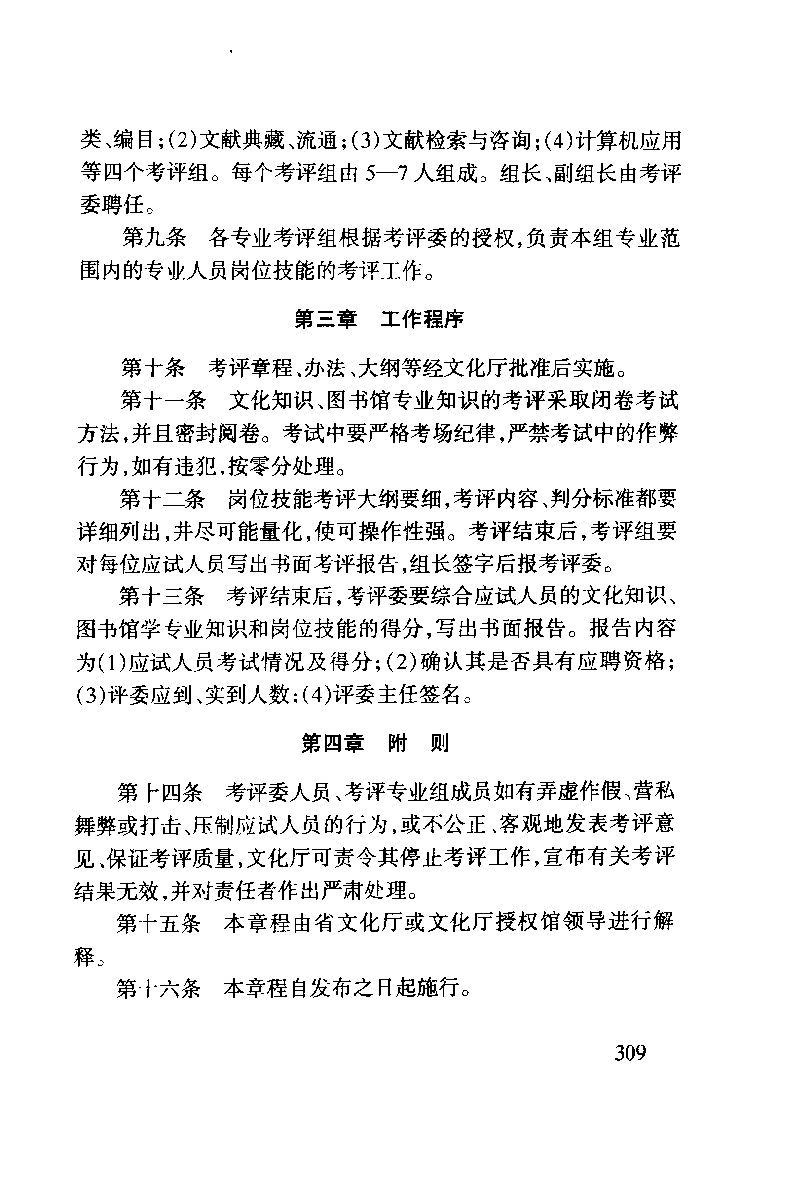 类、编目;(2)文献典藏、流通;(3)文献检索与咨询;(4)计算机应用
等四个考评组。每个考评组由 5—7 人组成。组长、副组长由考评
委聘任。
第九条 各专业考评组根据考评委的授权,负责本组专业范
围内的专业人员岗位技能的考评工作。
第三章 工作程序
第十条 考评章程、办法、大纲等经文化厅批准后实施。
第十一条 文化知识、图书馆专业知识的考评采取闭卷考试
方法,并且密封阅卷。考试中要严格考场纪律,严禁考试中的作弊
行为,如有违犯,按零分处理。
第十二条 岗位技能考评大纲要细,考评内容、判分标准都要
详细列出,并尽可能量化,使可操作性强。考评结束后,考评组要
对每位应试人员写出书面考评报告,组长签字后报考评委。
第十三条 考评结束后,考评委要综合应试人员的文化知识、
图书馆学专业知识和岗位技能的得分,写出书面报告。报告内容
为(1)应试人员考试情况及得分;(2)确认其是否具有应聘资格;
(3)评委应到、实到人数;(4)评委主任签名。
第四章 附 则
第十四条 考评委人员、考评专业组成员如有弄虚作假、营私
舞弊或打击、压制应试人员的行为,或不公正、客观地发表考评意
见、保证考评质量,文化厅可责令其停止考评工作,宣布有关考评
结果无效,并对责任者作出严肃处理。
第十五条 本章程由省文化厅或文化厅授权馆领导进行解
释。
第十六条 本章程自发布之日起施行。
309